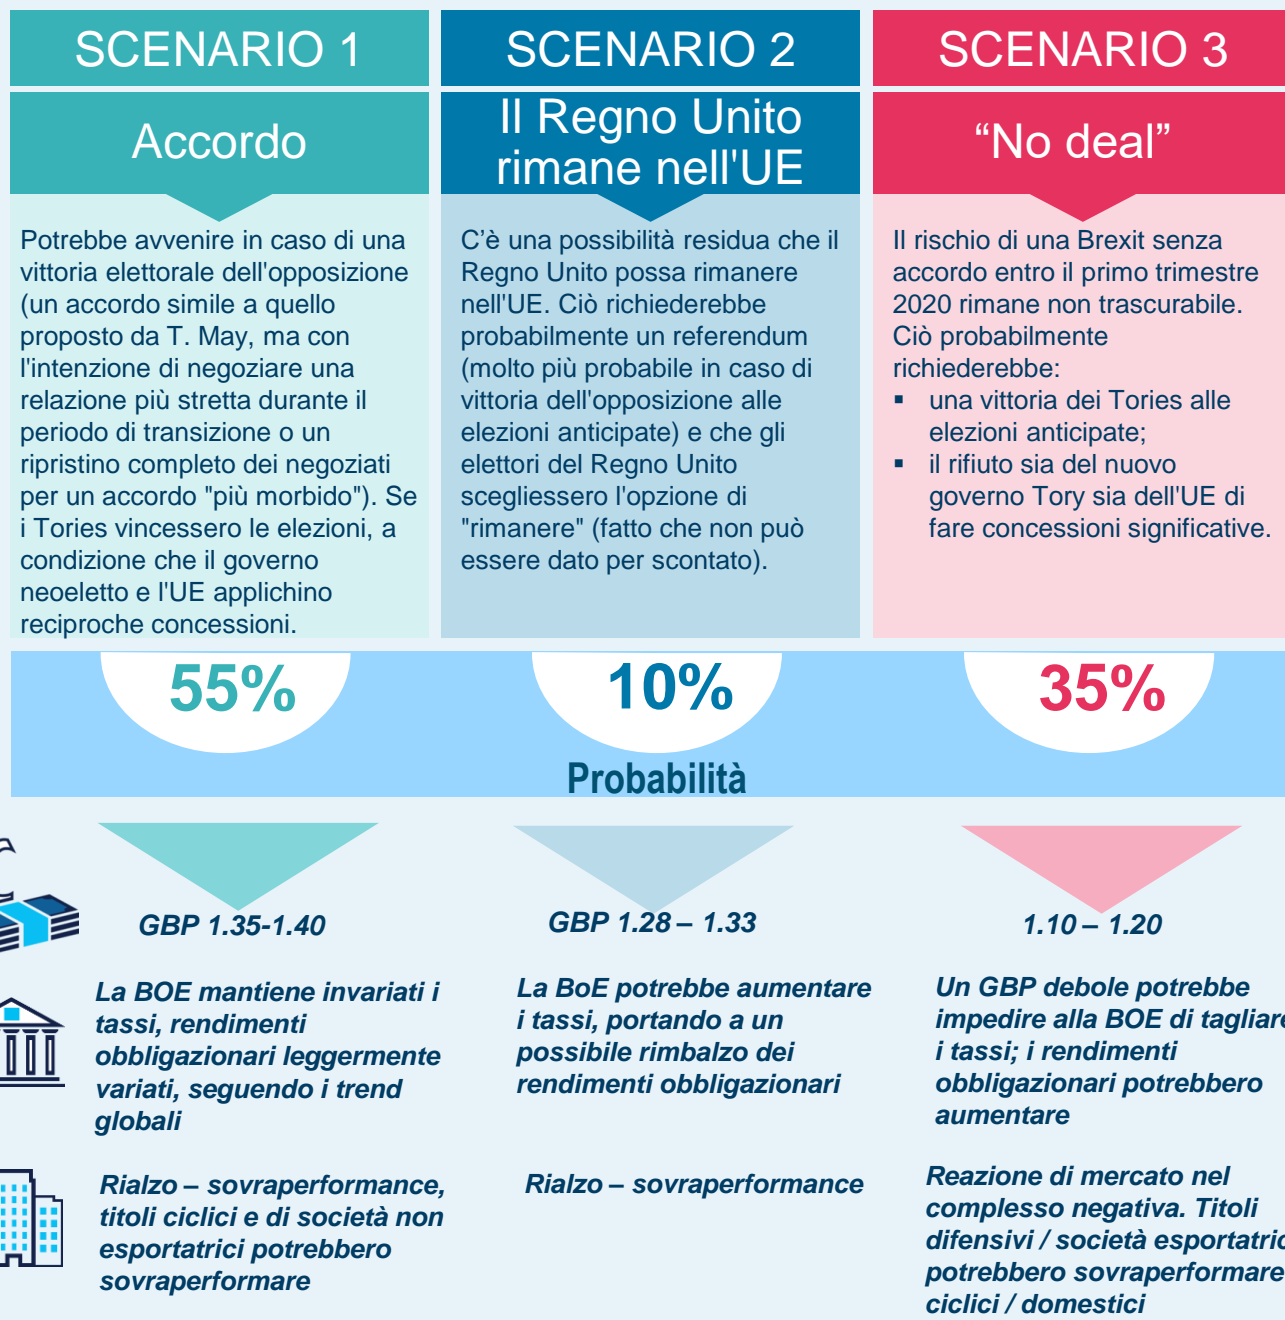 SCENARIO 1
Accordo
Potrebbe avvenire in caso di una
vittoria elettorale dell'opposizione
(un accordo simile a quello
proposto da T. May, ma con
l'intenzione di negoziare una
relazione più stretta durante il
periodo di transizione o un
ripristino completo dei negoziati
per un accordo "più morbido"). Se
i Tories vincessero le elezioni, a
condizione che il governo
neoeletto e l'UE applichino
reciproche concessioni.
SCENARIO 2
Il Regno Unito
rimane nell'UE
C'è una possibilità residua che il
Regno Unito possa rimanere
nell'UE. Ciò richiederebbe
probabilmente un referendum
(molto più probabile in caso di
vittoria dell'opposizione alle
elezioni anticipate) e che gli
elettori del Regno Unito
scegliessero l'opzione di
"rimanere" (fatto che non può
essere dato per scontato).
SCENARIO 3
“No deal”
Il rischio di una Brexit senza
accordo entro il primo trimestre
2020 rimane non trascurabile.
Ciò probabilmente
richiederebbe:
▪ una vittoria dei Tories alle
elezioni anticipate;
▪ il rifiuto sia del nuovo
governo Tory sia dell'UE di
fare concessioni significative.
55%
10%
35%
Probabilità
GBP 1.35-1.40
GBP 1.28 – 1.33
1.10 – 1.20
La BOE mantiene invariati i
tassi, rendimenti
obbligazionari leggermente
variati, seguendo i trend
globali
La BoE potrebbe aumentare
i tassi, portando a un
possibile rimbalzo dei
rendimenti obbligazionari
Un GBP debole potrebbe
impedire alla BOE di tagliare
i tassi; i rendimenti
obbligazionari potrebbero
aumentare
Rialzo – sovraperformance,
titoli ciclici e di società non
esportatrici potrebbero
sovraperformare
Rialzo – sovraperformance
Reazione di mercato nel
complesso negativa. Titoli
difensivi / società esportatric
potrebbero sovraperformare
ciclici / domestici